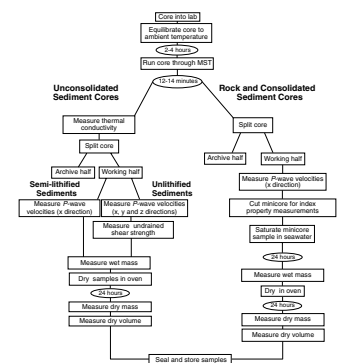 Core into lab
Equilibrate core to
ambient temperature
2-4 hours
Run core through MST
12-14 minutes
Unconsolidated
Sediment Cores
Measure thermal
conductivity
Split core
Archive half
Working half
Semi-lithified
Sediments
Unlithified
Sediments
Measure P-wave
velocities (x direction)
Measure P-wave velocities
(x, y and z directions)
Measure undrained
shear strength
Measure wet mass
Dry samples in oven
24 hours
Measure dry mass
Measure dry volume
Rock and Consolidated
Sediment Cores
Split core
Archive half
Working half
Measure P-wave velocities
(x direction)
Cut minicore for index
property measurements
Saturate minicore
sample in seawater
24 hours
Measure wet mass
Dry in oven
24 hours
Measure dry mass
Measure dry volume
Seal and store samples